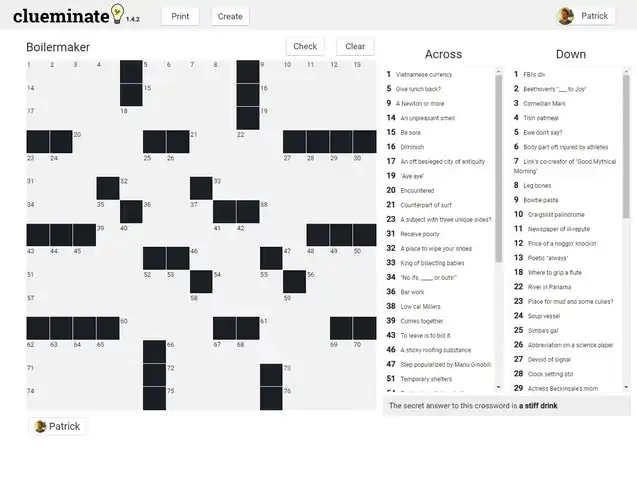 clueminate 1.4.2 Print Create Patrick
Boilermaker Check Clear
Across
1 Vietnamese currency
5 Give lunch back?
9 A Newton or more
14 An unpleasant smell
15 Be sore
16 Diminish
17 An oft besieged city of antiquity
19 'Aye aye'
20 Encountered
21 Counterpart of surf
23 A subject with three unique sides?
31 Receive poorly
32 A place to wipe your shoes
33 King of bisecting babies
34 "No ifs, ____ or buts!"
36 Bar work
38 Low cal Millers
39 Comes together
43 To leave is to bid it
46 A sticky roofing substance
47 Step popularized by Manu Ginobili
51 Temporary shelters
Down
1 FBI's div.
2 Beethoven's "___ to Joy"
3 Comedian Mark
4 Thin oatmeal
5 Ewe don't say?
6 Body part oft injured by athletes
7 Link's co-creator of "Good Mythical
Morning"
8 Leg bones
9 Bowtie pasta
10 Craigslist palindrome
11 Newspaper of ill-repute
12 Price of a noggin' knockin'
13 Poetic 'always'
18 Where to grip a flute
22 River in Panama
23 Place for mud and some cukes?
24 Soup vessel
25 Simba's gal
26 Abbreviation on a science paper
27 Devoid of signal
28 Clock setting std
29 Actress Beckinsale's mom
1 2 3 4 5 6 7 8 9 10 11 12 13
14 15 16
17 18 19
20 21 22
23 24 25 26 27 28 29 30
31 32 33
34 35 36 37 38
39 40 41 42
43 44 45 46 47 48 49 50
51 52 53 54 55 56
57 58 59
60 61
62 63 64 65 66 67 68 69 70
71 72 73
74 75 76
The secret answer to this crossword is a stiff drink
Patrick